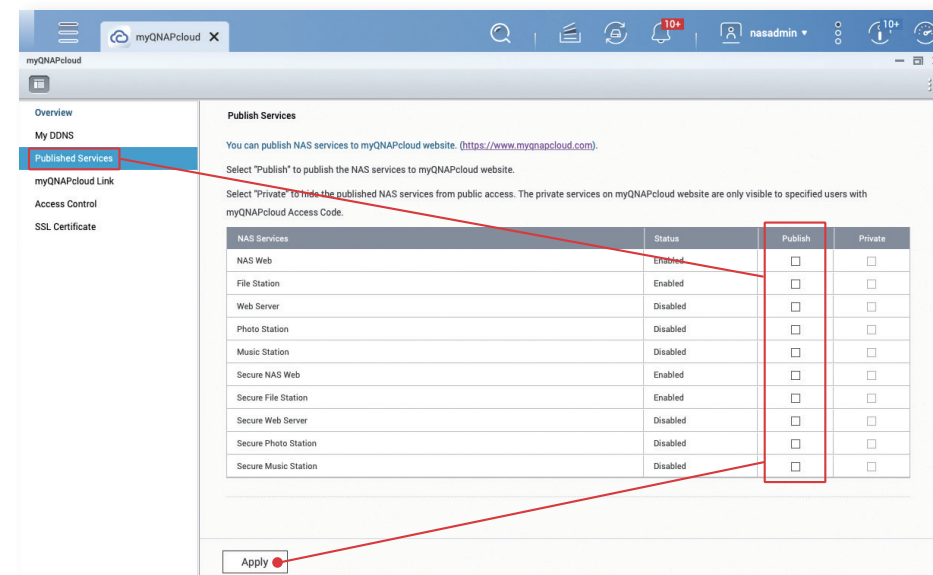 myQNAPcloud
10+
nasadmin
10+
myQNAPcloud
Overview
My DDNS
Published Services
myQNAPcloud Link
Access Control
SSL Certificate
Publish Services
You can publish NAS services to myQNAPcloud website. (https://www.myqnapcloud.com).
Select "Publish" to publish the NAS services to myQNAPcloud website.
Select "Private" to hide the published NAS services from public access. The private services on myQNAPcloud website are only visible to specified users with
myQNAPcloud Access Code.
NAS Services Status Publish Private
NAS Web Enabled
File Station Enabled
Web Server Disabled
Photo Station Disabled
Music Station Disabled
Secure NAS Web Enabled
Secure File Station Enabled
Secure Web Server Disabled
Secure Photo Station Disabled
Secure Music Station Disabled
Apply